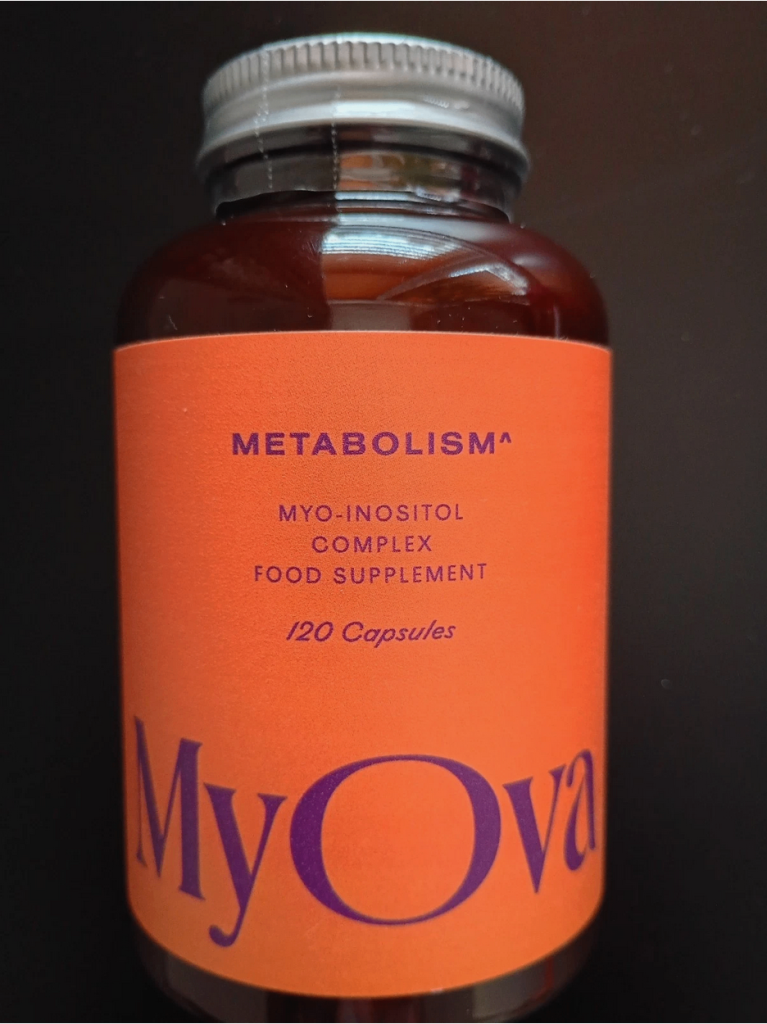 METABOLISM^
MYO-INOSITOL
COMPLEX
FOOD SUPPLEMENT
120 Capsules
MyOva